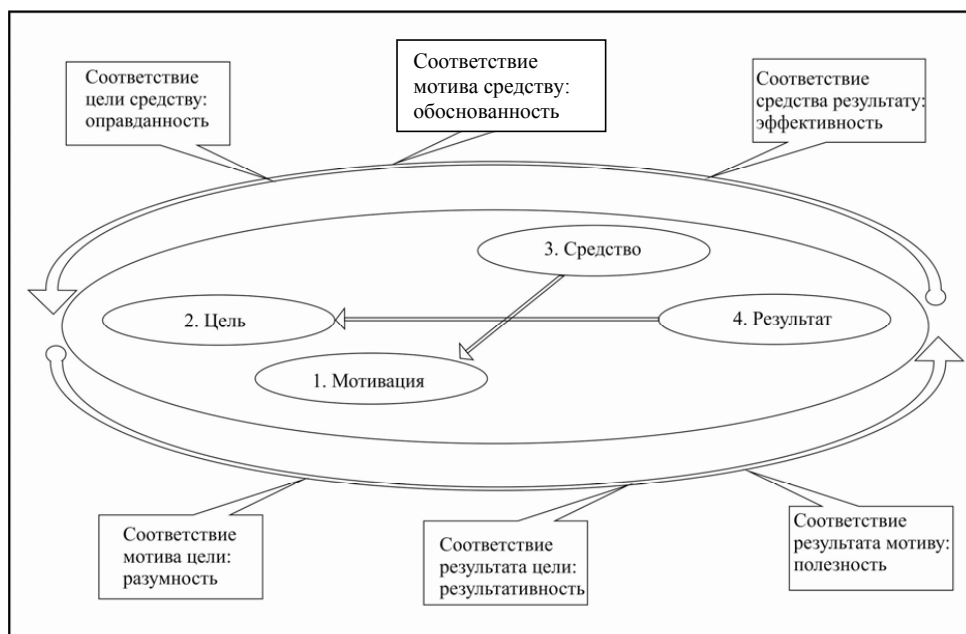 Соответствие
цели средству:
оправданность
Соответствие
мотива средству:
обоснованность
Соответствие
средства результату:
эффективность
3. Средство
2. Цель
4. Результат
1. Мотивация
Соответствие
мотива цели:
разумность
Соответствие
результата цели:
результативность
Соответствие
результата мотиву:
полезность